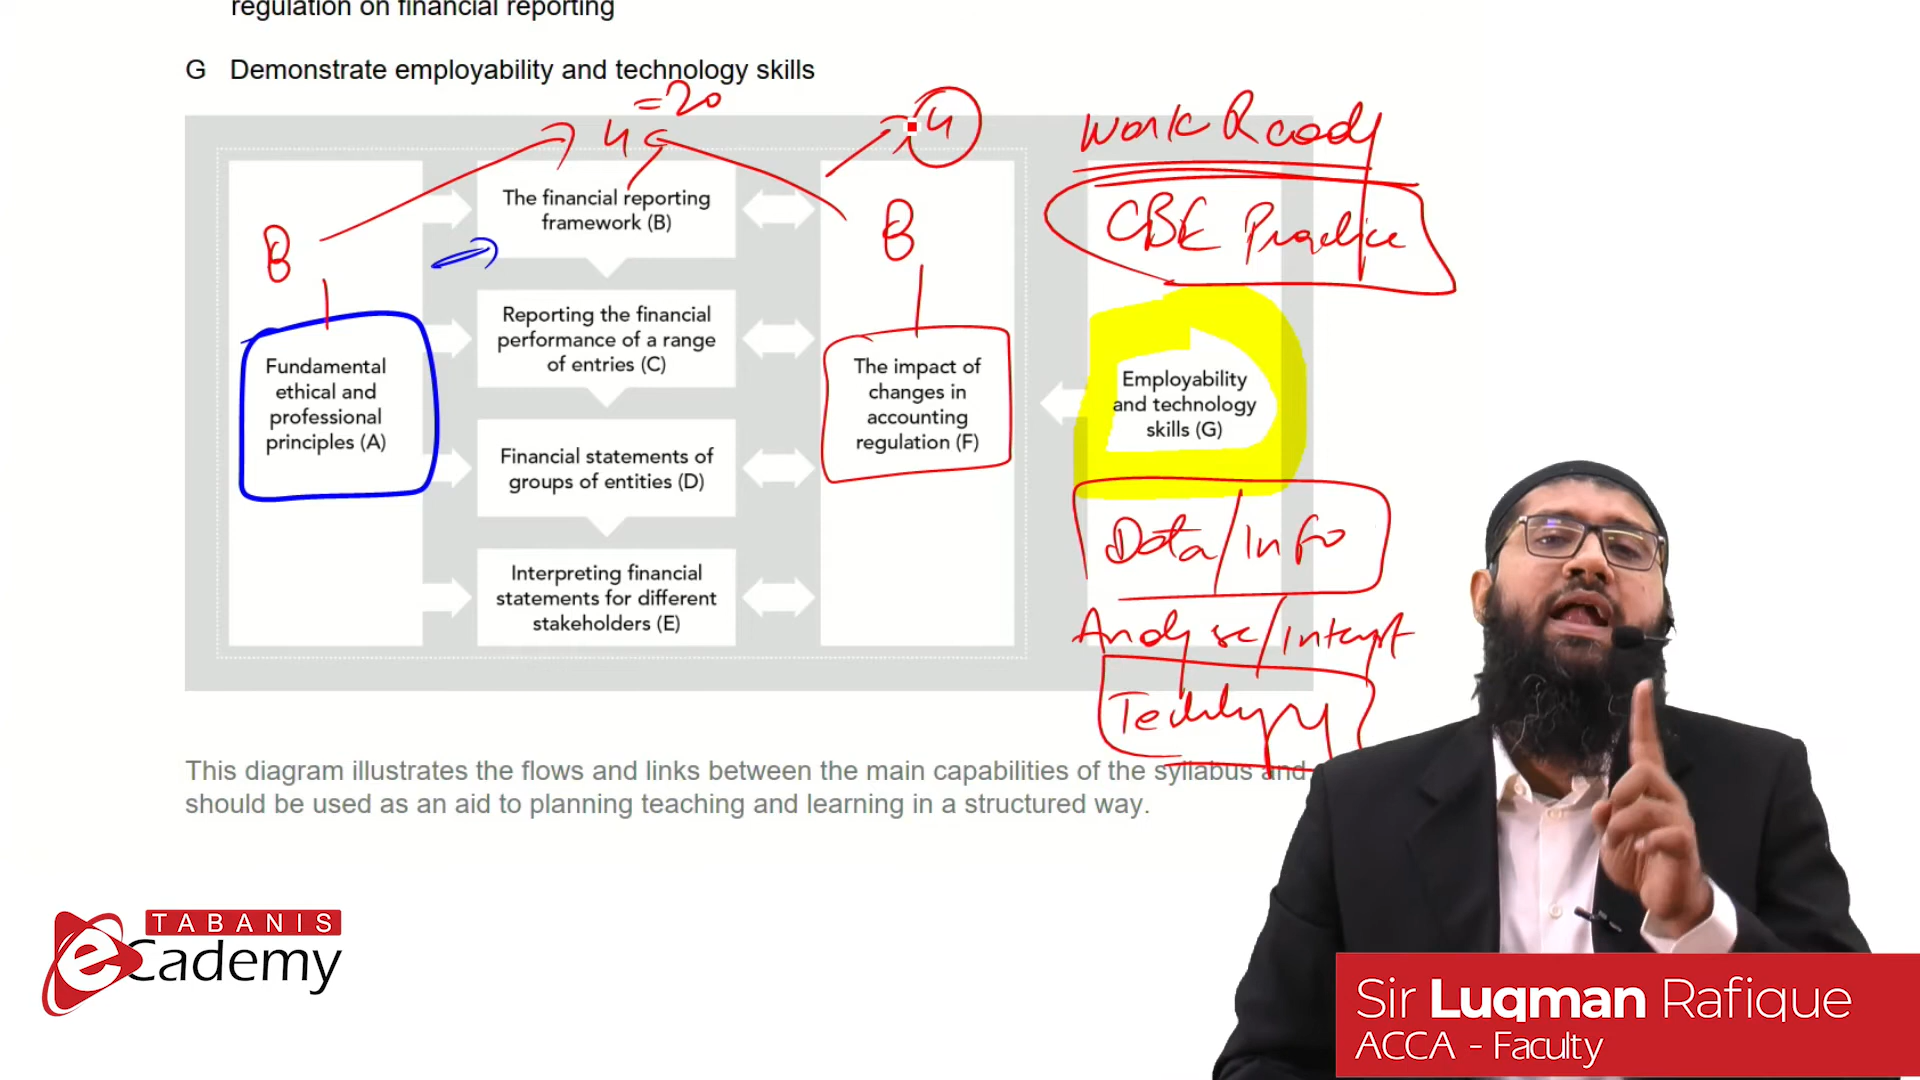 regulation on financial reporting
G Demonstrate employability and technology skills
=20
4
4
Work Ready
CBE Practice
B
B
The financial reporting
framework (B)
Reporting the financial
performance of a range
of entries (C)
Financial statements of
groups of entities (D)
Interpreting financial
statements for different
stakeholders (E)
Fundamental
ethical and
professional
principles (A)
The impact of
changes in
accounting
regulation (F)
Employability
and technology
skills (G)
Data/Info
Analyse/Interpt
This diagram illustrates the flows and links between the main capabilities of the syllabus and
should be used as an aid to planning teaching and learning in a structured way.
TABANIS
eCademy
Sir Luqman Rafique
ACCA - Faculty